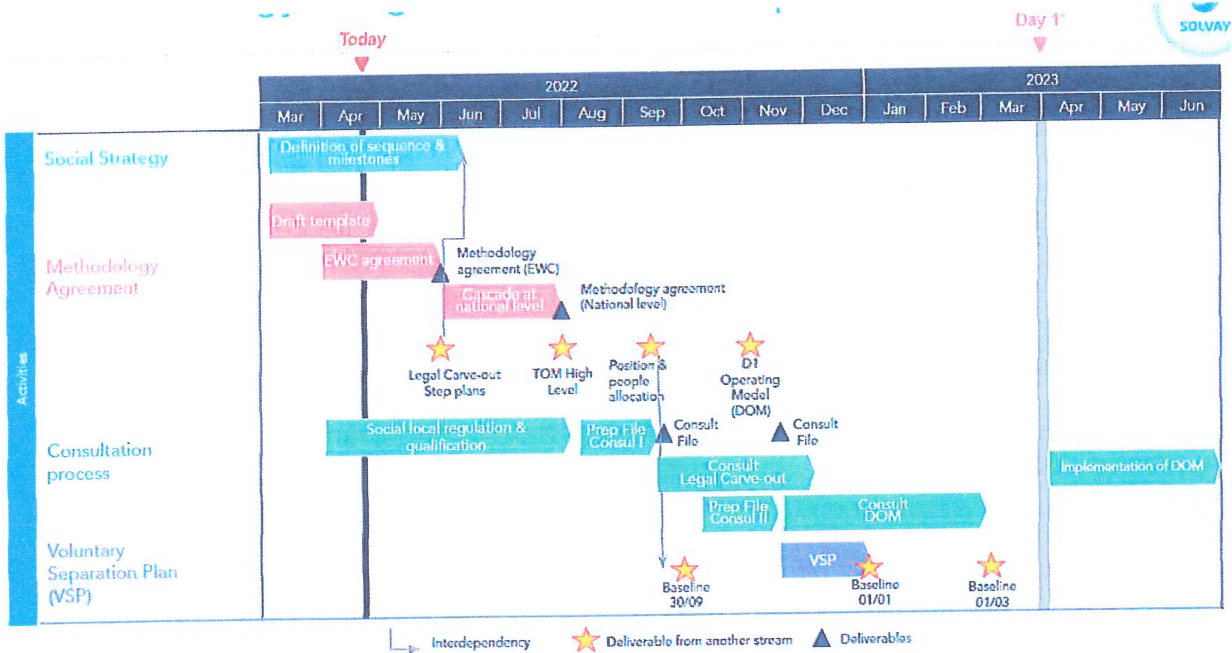 Day 1*
SOLVAY
Today
2022
2023
Mar
Apr
May
Jun
Jul
Aug
Sep
Oct
Nov
Dec
Jan
Feb
Mar
Apr
May
Jun
Activities
Social Strategy
Definition of sequence &
milestones
Draft template
Methodology
Agreement
EWC agreement
Methodology
agreement (EWC)
Cascade at
national level
Methodology agreement
(National level)
Legal Carve-out
Step plans
TOM High
Level
Position &
people
allocation
D1
Operating
Model
(DOM)
Consultation
process
Social local regulation &
qualification
Prep File
Consul I
Consult
File
Consult
File
Consult
Legal Carve-out
Implementation of DOM
Prep File
Consul II
Consult
DOM
Voluntary
Separation Plan
(VSP)
VSP
Baseline
30/09
Baseline
01/01
Baseline
01/03
Interdependency
Deliverable from another stream
Deliverables